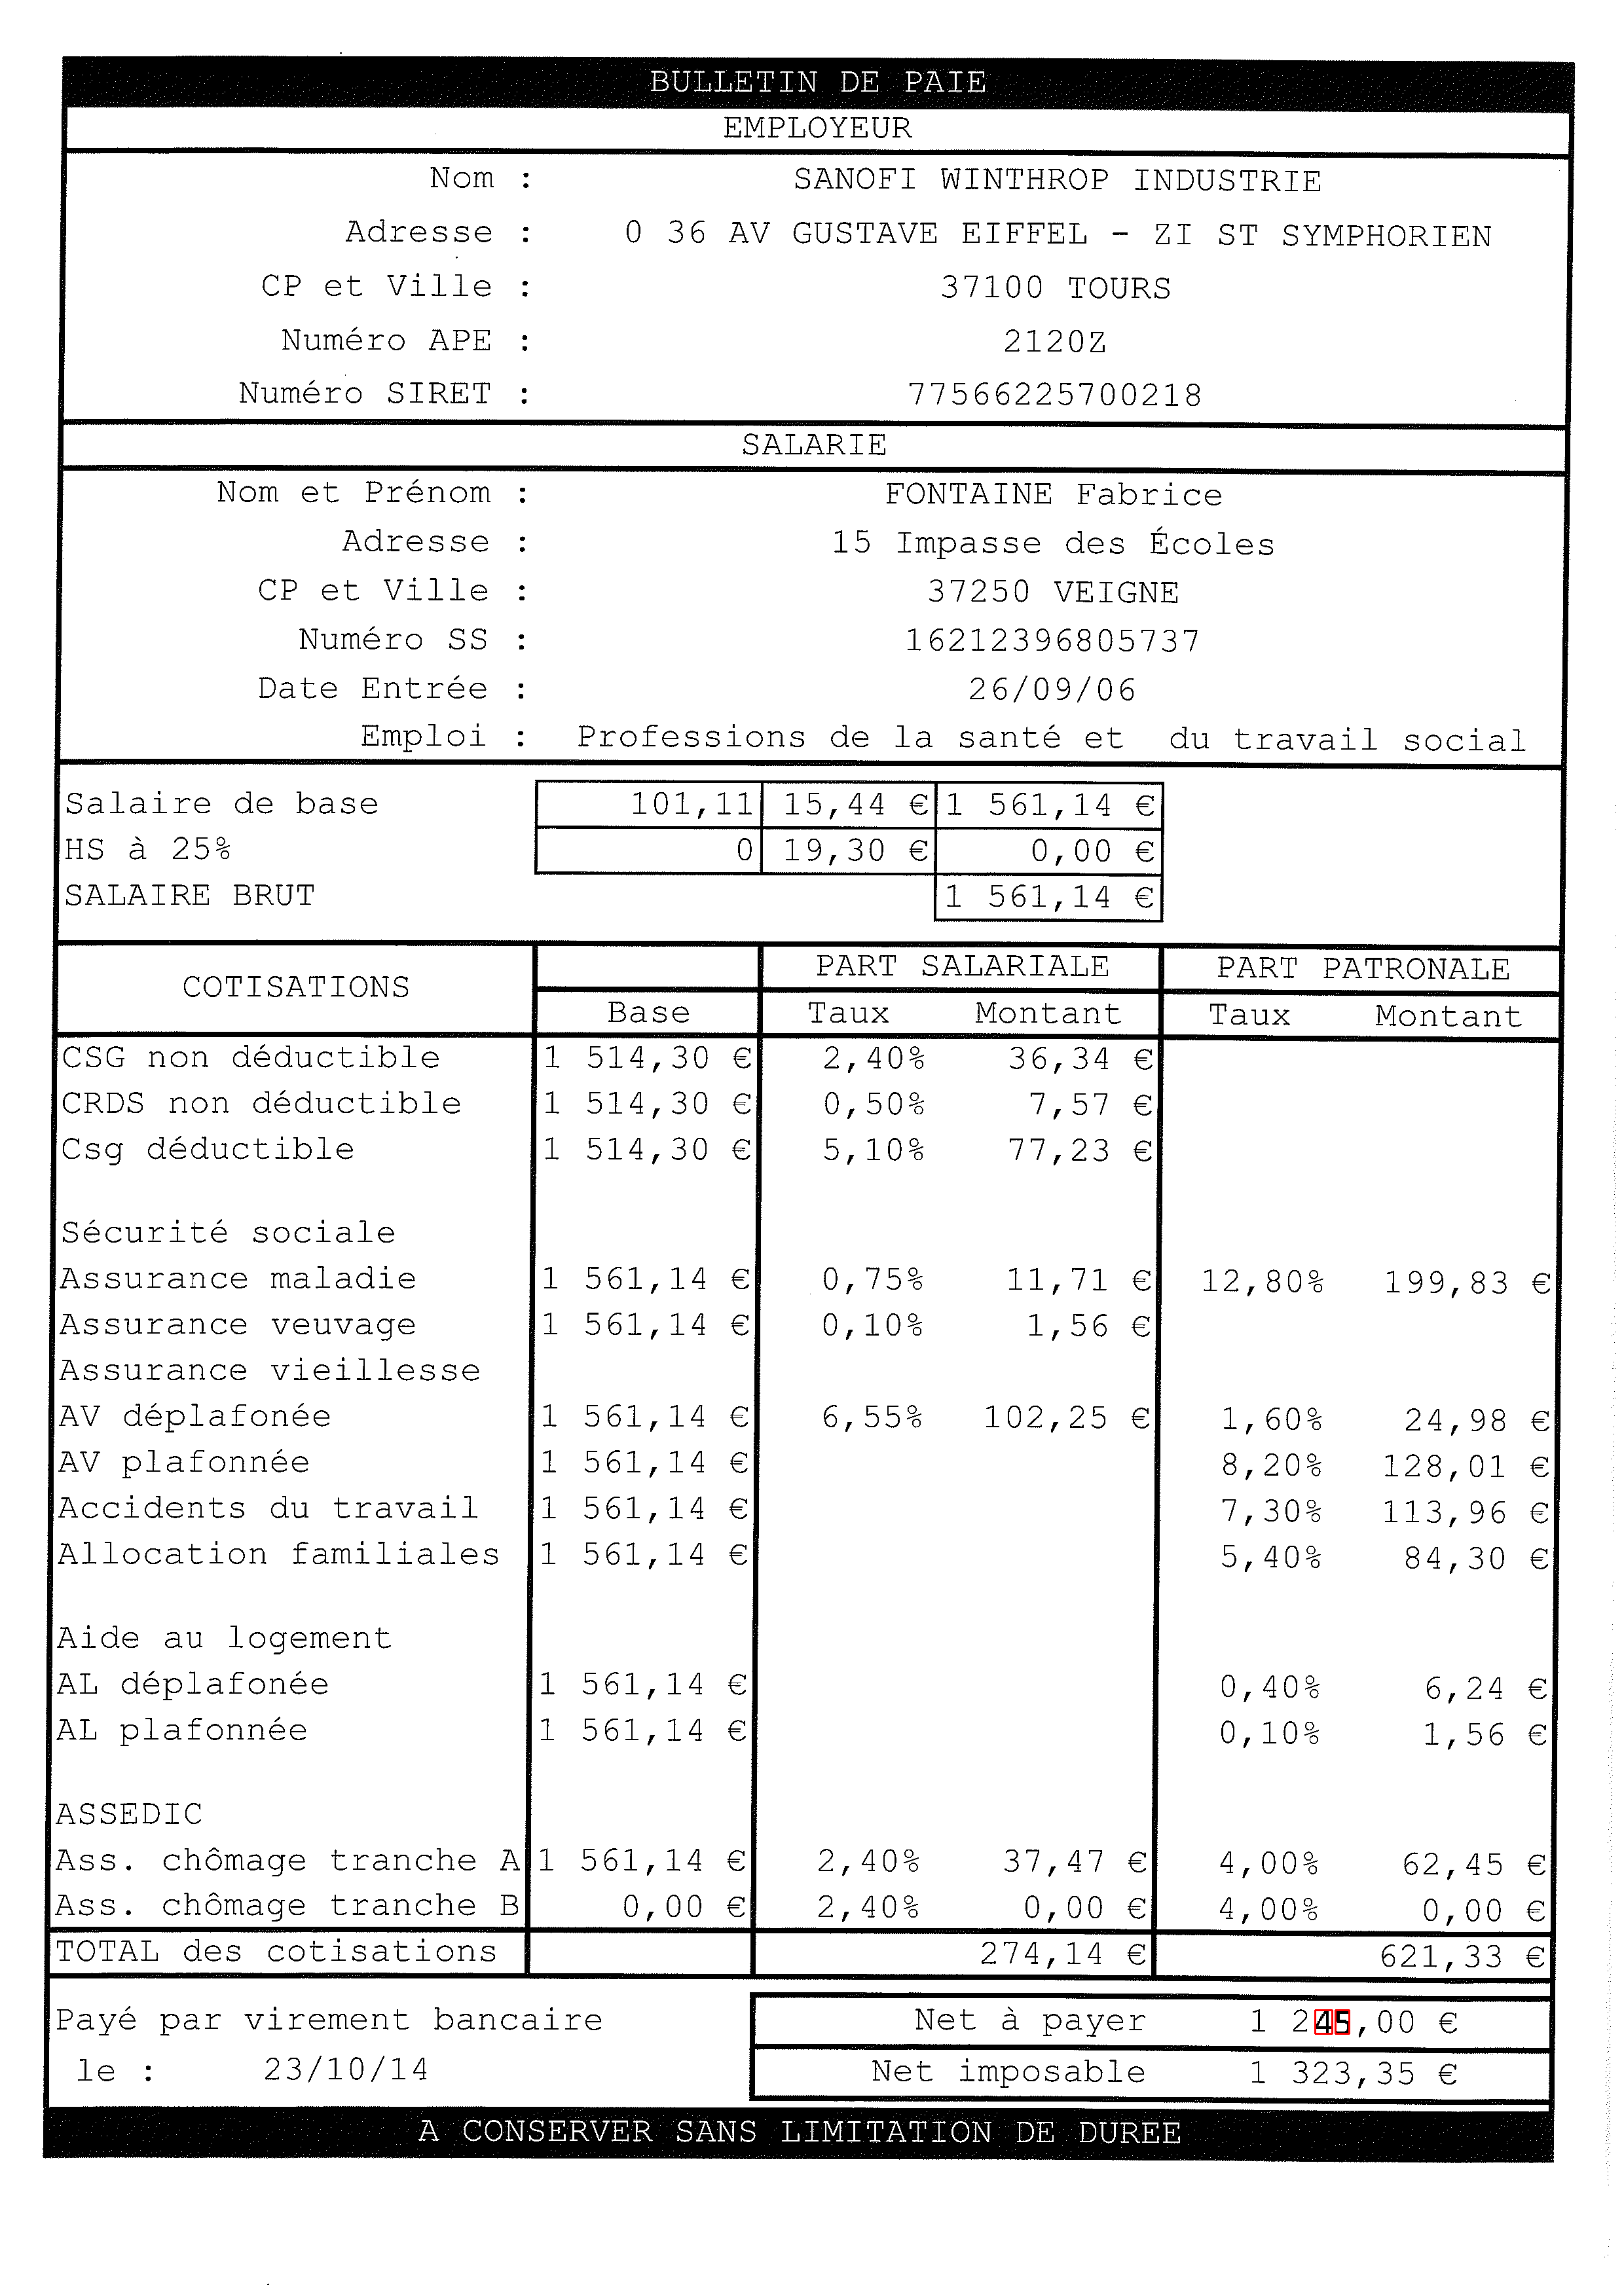 BULLETIN DE PAIE
EMPLOYEUR
Nom : SANOFI WINTHROP INDUSTRIE
Adresse : 0 36 AV GUSTAVE EIFFEL - ZI ST SYMPHORIEN
CP et Ville : 37100 TOURS
Numéro APE : 2120Z
Numéro SIRET : 77566225700218
SALARIE
Nom et Prénom : FONTAINE Fabrice
Adresse : 15 Impasse des Écoles
CP et Ville : 37250 VEIGNE
Numéro SS : 16212396805737
Date Entrée : 26/09/06
Emploi : Professions de la santé et du travail social
Salaire de base 101,11 15,44 € 1 561,14 €
HS à 25% 0 19,30 € 0,00 €
SALAIRE BRUT 1 561,14 €
COTISATIONS PART SALARIALE PART PATRONALE
Base Taux Montant Taux Montant
CSG non déductible 1 514,30 € 2,40% 36,34 €
CRDS non déductible 1 514,30 € 0,50% 7,57 €
Csg déductible 1 514,30 € 5,10% 77,23 €
Sécurité sociale
Assurance maladie 1 561,14 € 0,75% 11,71 € 12,80% 199,83 €
Assurance veuvage 1 561,14 € 0,10% 1,56 €
Assurance vieillesse
AV déplafonée 1 561,14 € 6,55% 102,25 € 1,60% 24,98 €
AV plafonnée 1 561,14 € 8,20% 128,01 €
Accidents du travail 1 561,14 € 7,30% 113,96 €
Allocation familiales 1 561,14 € 5,40% 84,30 €
Aide au logement
AL déplafonée 1 561,14 € 0,40% 6,24 €
AL plafonnée 1 561,14 € 0,10% 1,56 €
ASSEDIC
Ass. chômage tranche A 1 561,14 € 2,40% 37,47 € 4,00% 62,45 €
Ass. chômage tranche B 0,00 € 2,40% 0,00 € 4,00% 0,00 €
TOTAL des cotisations 274,14 € 621,33 €
Payé par virement bancaire Net à payer 1 245,00 €
le : 23/10/14 Net imposable 1 323,35 €
A CONSERVER SANS LIMITATION DE DUREE